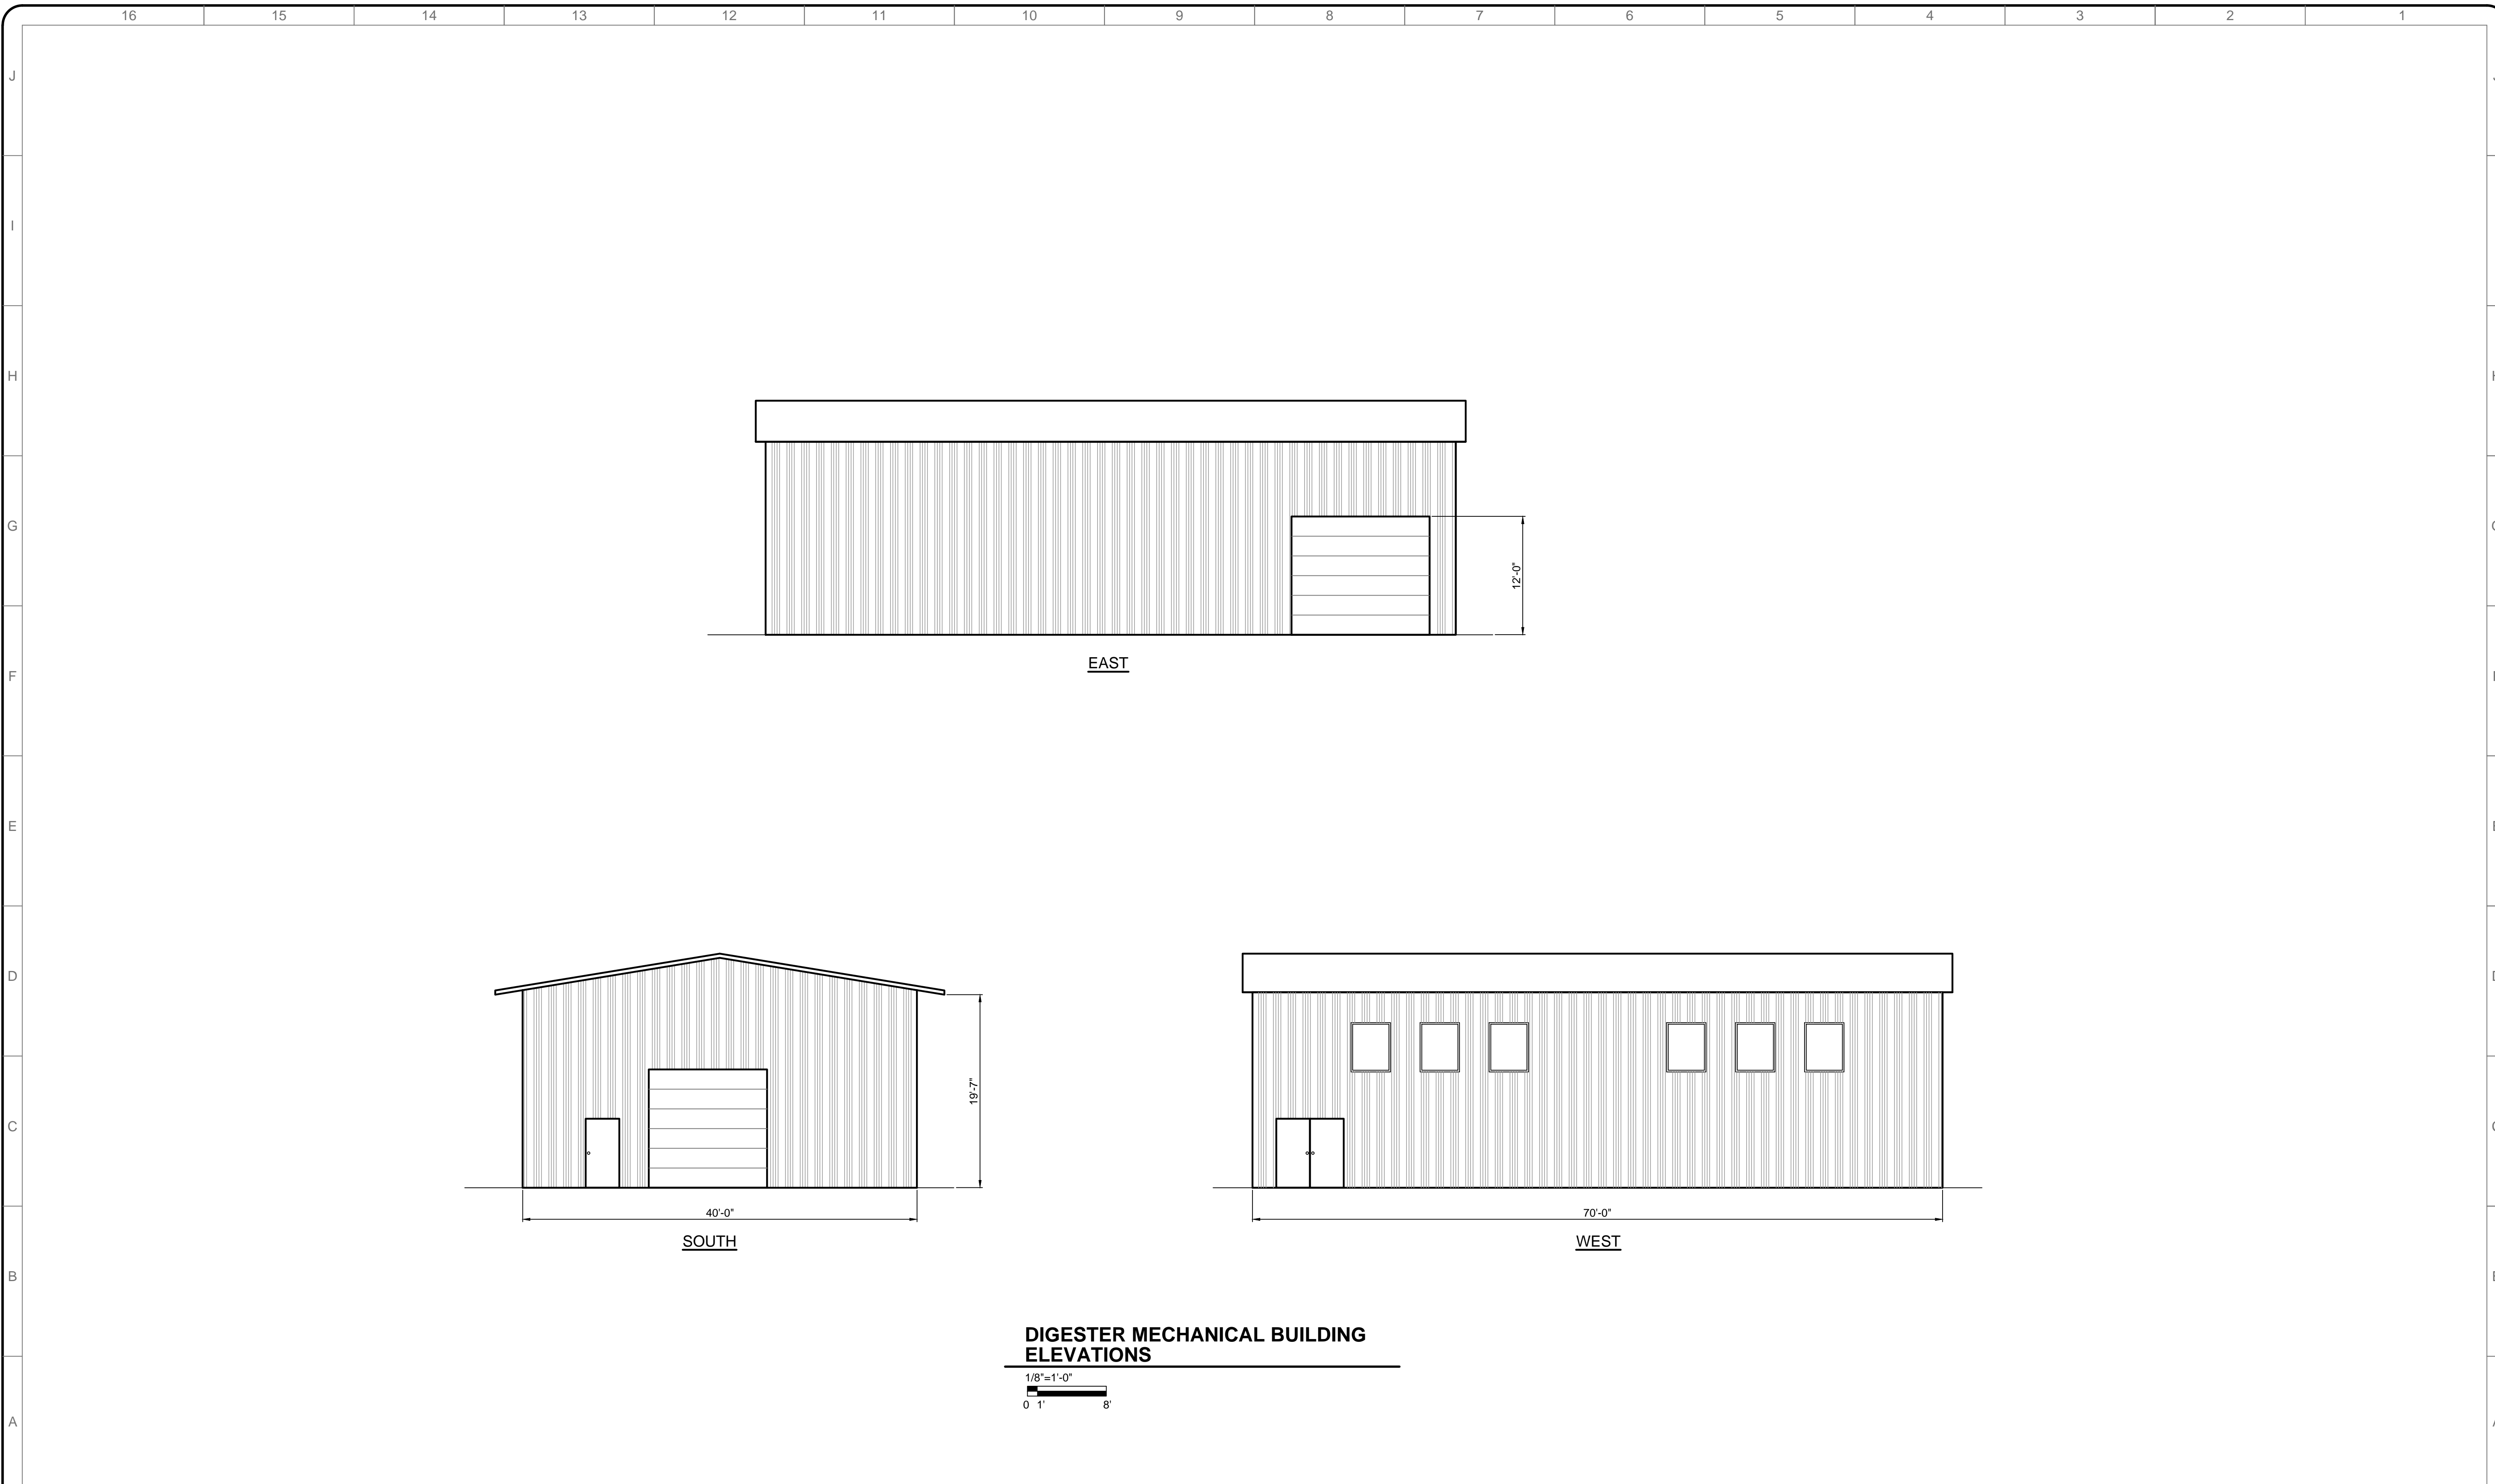 16 15 14 13 12 11 10 9 8 7 6 5 4 3 2 1
J
I
H
G
F
E
D
C
B
A
12'-0"
EAST
19'-7"
40'-0"
SOUTH
70'-0"
WEST
DIGESTER MECHANICAL BUILDING
ELEVATIONS
1/8"=1'-0"
0 1' 8'